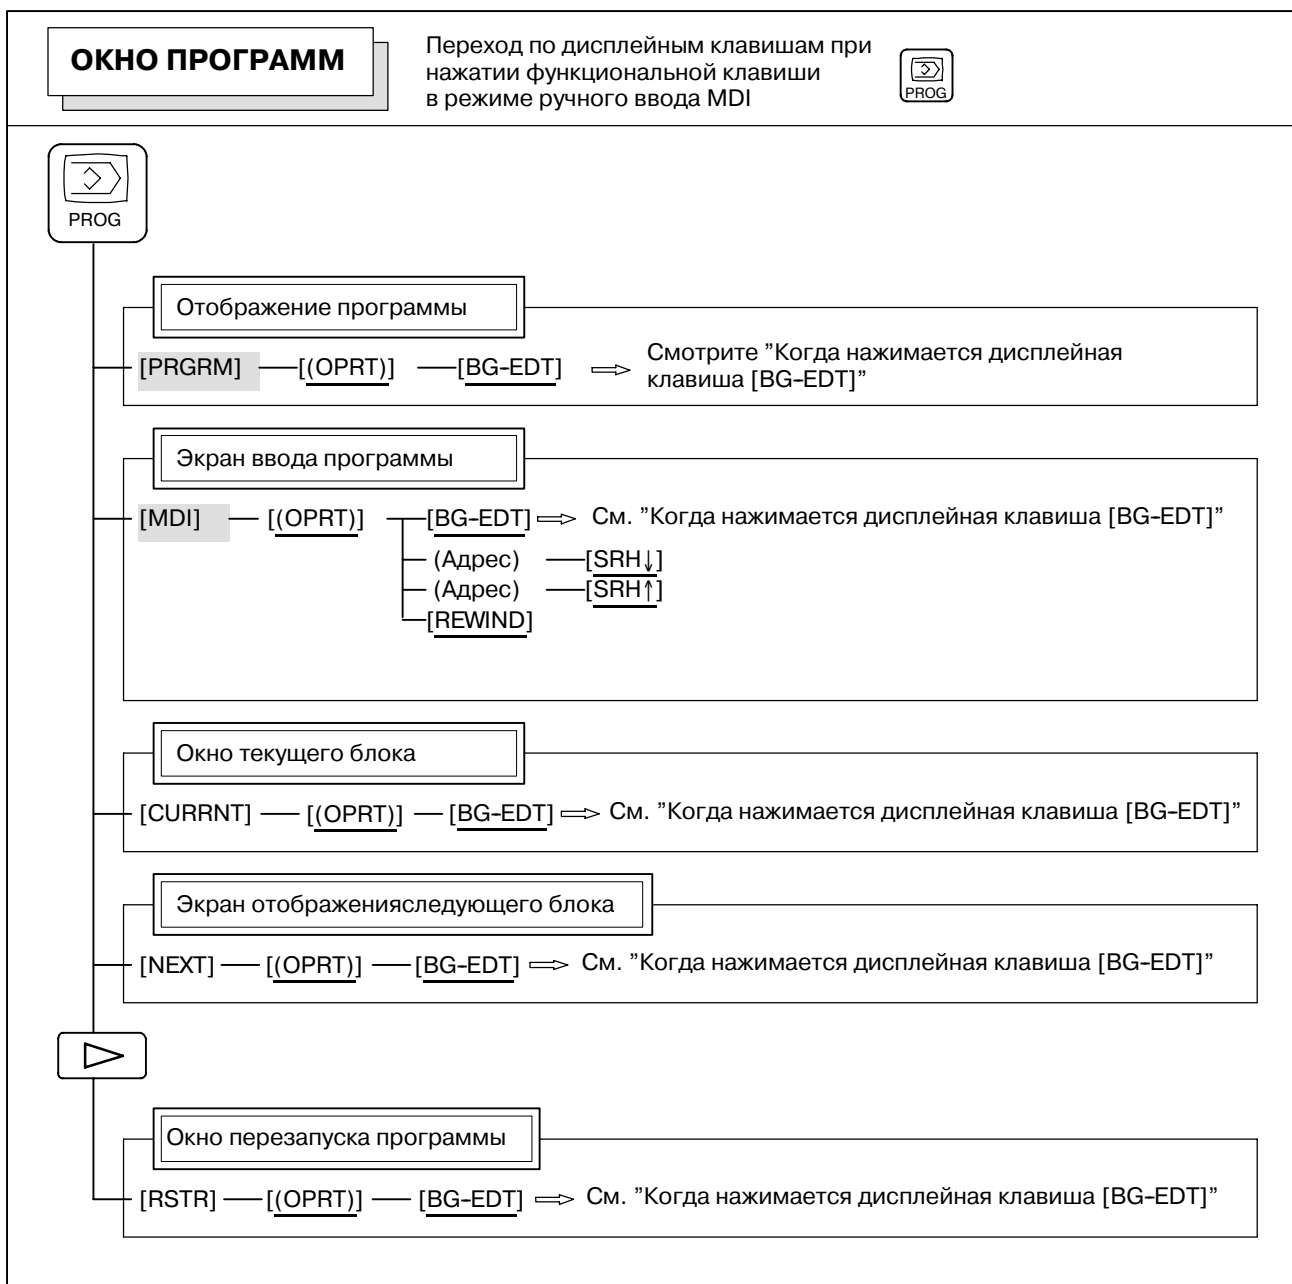 ОКНО ПРОГРАММ
Переход по дисплейным клавишам при
нажатии функциональной клавиши
в режиме ручного ввода MDI
PROG
PROG
Отображение программы
[PRGRM] [(OPRT)] [BG-EDT] Смотрите ”Когда нажимается дисплейная
клавиша [BG-EDT]”
Экран ввода программы
[MDI] [(OPRT)] [BG-EDT] См. ”Когда нажимается дисплейная клавиша [BG-EDT]”
(Адрес) [SRH↓]
(Адрес) [SRH↑]
[REWIND]
Окно текущего блока
[CURRNT] [(OPRT)] [BG-EDT] См. ”Когда нажимается дисплейная клавиша [BG-EDT]”
Экран отображенияследующего блока
[NEXT] [(OPRT)] [BG-EDT] См. ”Когда нажимается дисплейная клавиша [BG-EDT]”
Окно перезапуска программы
[RSTR] [(OPRT)] [BG-EDT] См. ”Когда нажимается дисплейная клавиша [BG-EDT]”